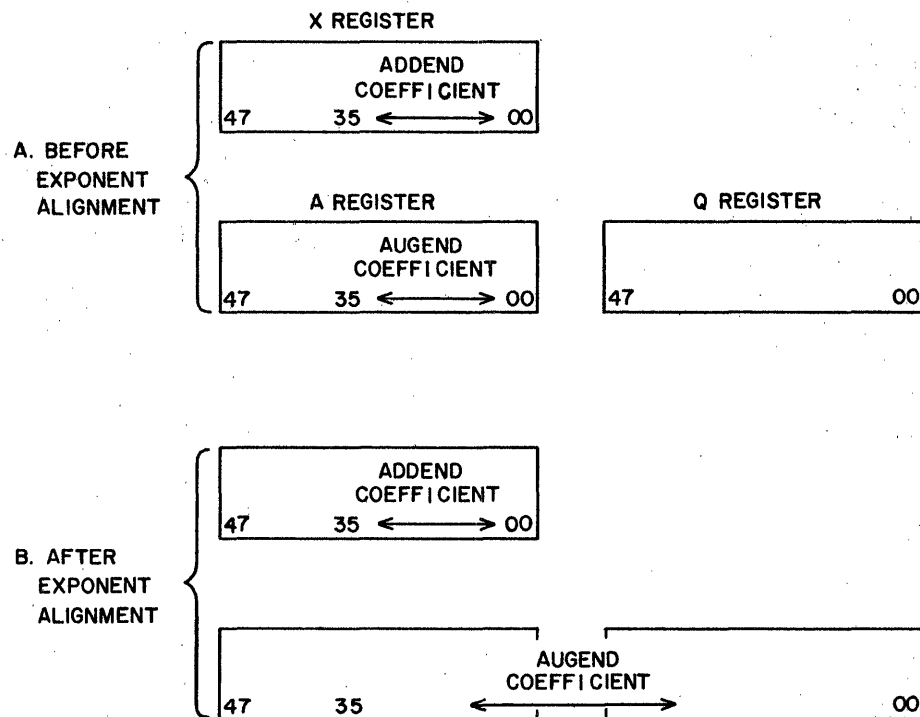 X REGISTER
ADDEND
COEFFICIENT
47 35 00
A. BEFORE
EXPONENT
ALIGNMENT
A REGISTER
Q REGISTER
AUGEND
COEFFICIENT
47 35 00
47 00
ADDEND
COEFFICIENT
47 35 00
B. AFTER
EXPONENT
ALIGNMENT
AUGEND
COEFFICIENT
47 35 00